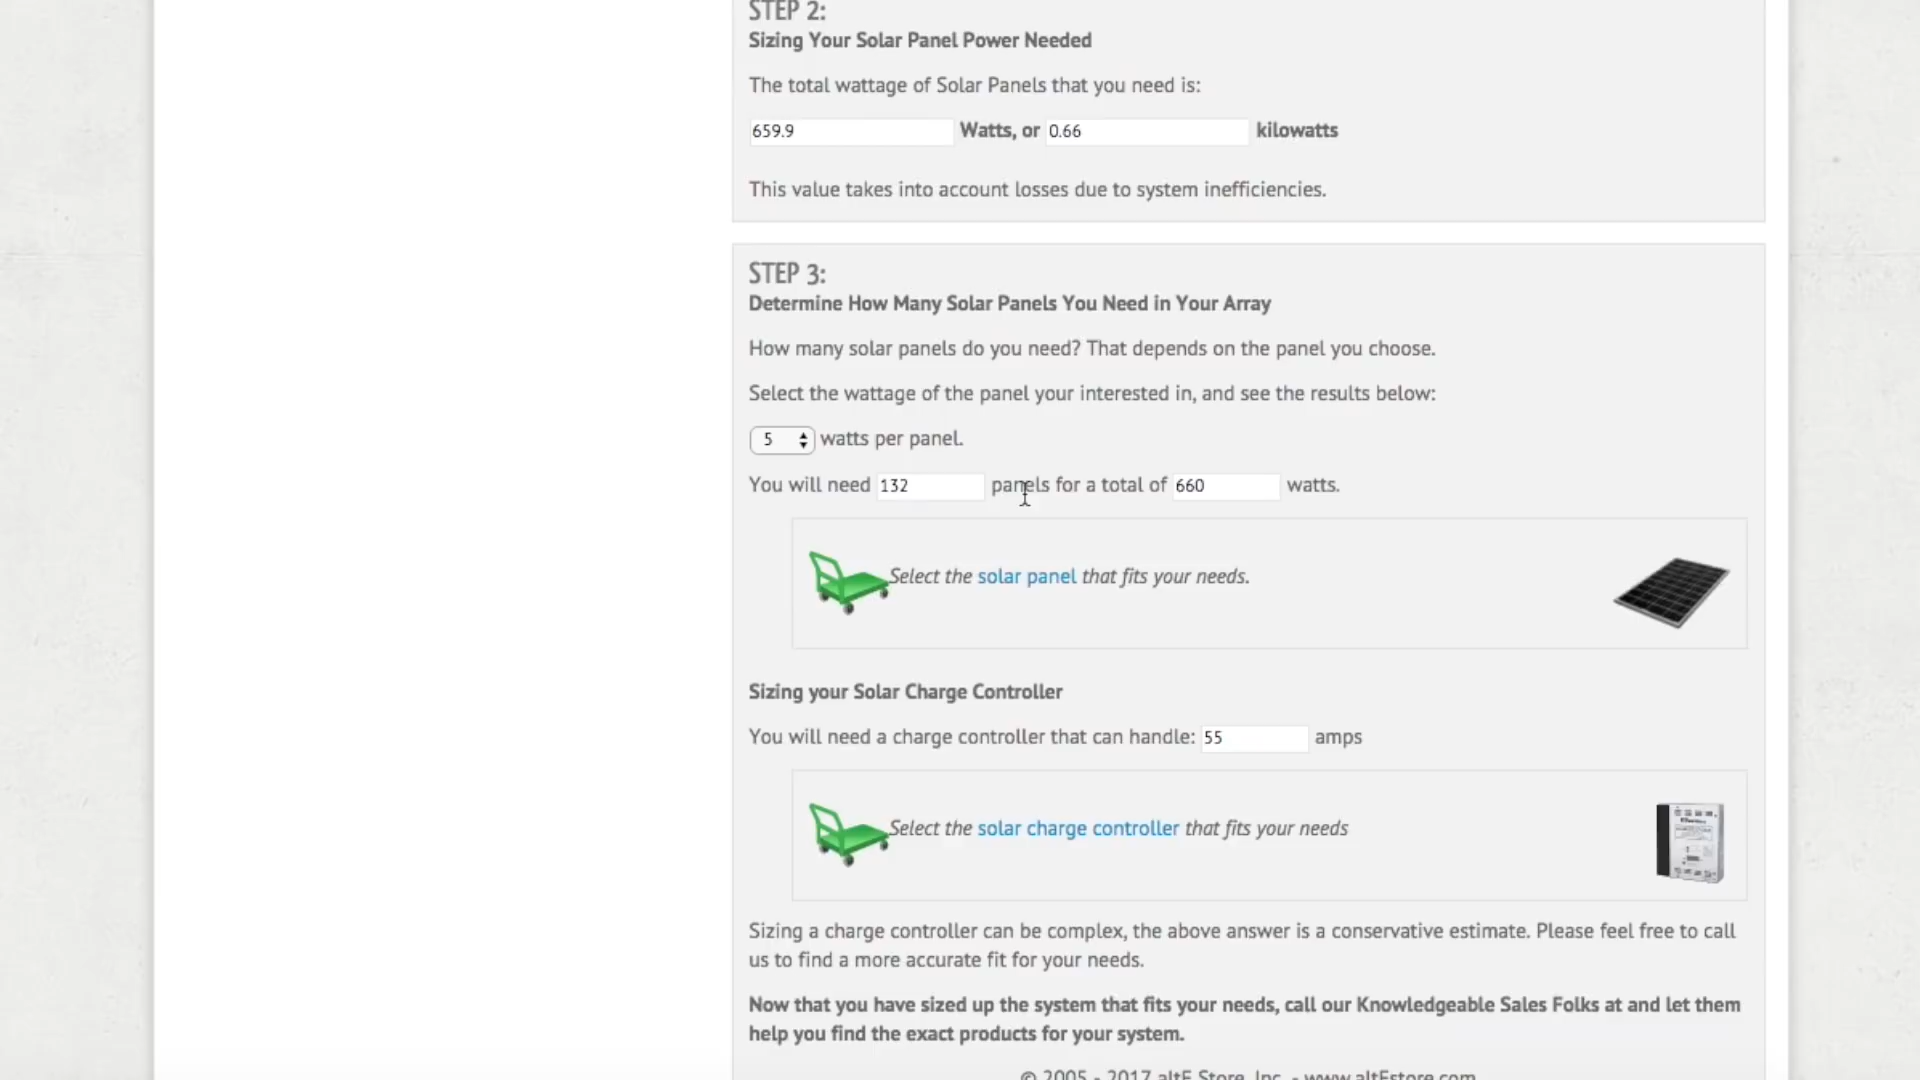 STEP 2:
Sizing Your Solar Panel Power Needed
The total wattage of Solar Panels that you need is:
659.9 Watts, or 0.66 kilowatts
This value takes into account losses due to system inefficiencies.
STEP 3:
Determine How Many Solar Panels You Need in Your Array
How many solar panels do you need? That depends on the panel you choose.
Select the wattage of the panel your interested in, and see the results below:
5 watts per panel.
You will need 132 panels for a total of 660 watts.
Select the solar panel that fits your needs.
Sizing your Solar Charge Controller
You will need a charge controller that can handle: 55 amps
Select the solar charge controller that fits your needs
Sizing a charge controller can be complex, the above answer is a conservative estimate. Please feel free to call
us to find a more accurate fit for your needs.
Now that you have sized up the system that fits your needs, call our Knowledgeable Sales Folks at and let them
help you find the exact products for your system.
© 2005 - 2017 altE Store, Inc. - www.altEstore.com